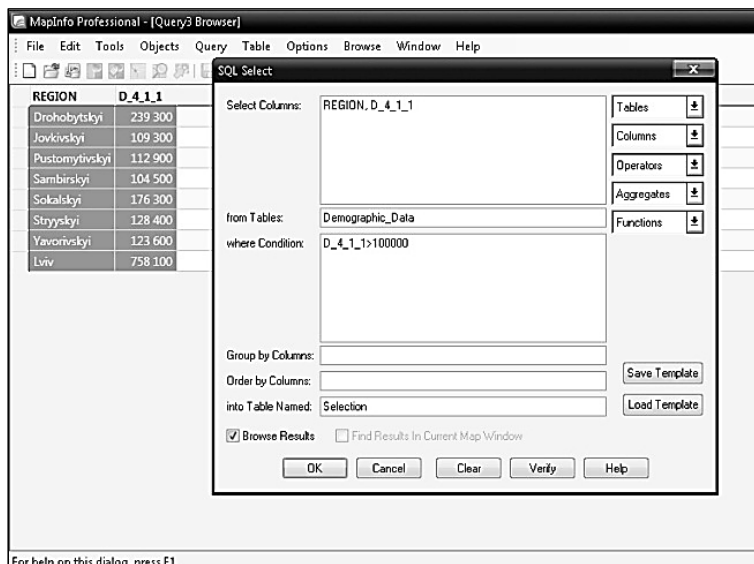 MapInfo Professional - [Query3 Browser]
File Edit Tools Objects Query Table Options Browse Window Help
REGION D_4_1_1
Drohobytskyi 239 300
Jovkivskyi 109 300
Pustomytivskyi 112 900
Sambirskyi 104 500
Sokalskyi 176 300
Stryyskyi 128 400
Yavorivskyi 123 600
Lviv 758 100
SQL Select
Select Columns: REGION, D_4_1_1
Tables
Columns
Operators
Aggregates
Functions
from Tables: Demographic_Data
where Condition: D_4_1_1>100000
Group by Columns:
Order by Columns:
into Table Named: Selection
Save Template
Load Template
Browse Results Find Results In Current Map Window
OK Cancel Clear Verify Help
For help on this dialog, press F1